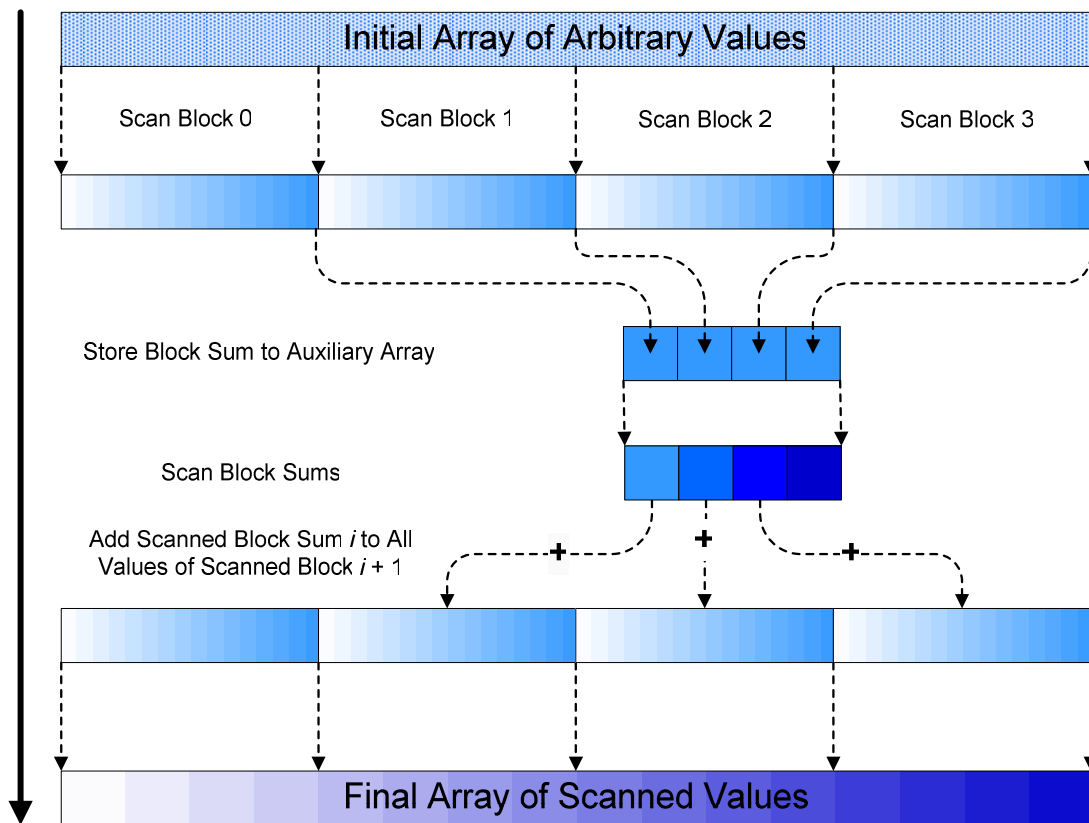 Initial Array of Arbitrary Values
Scan Block 0
Scan Block 1
Scan Block 2
Scan Block 3
Store Block Sum to Auxiliary Array
Scan Block Sums
Add Scanned Block Sum i to All
Values of Scanned Block i + 1
+
+
+
Final Array of Scanned Values